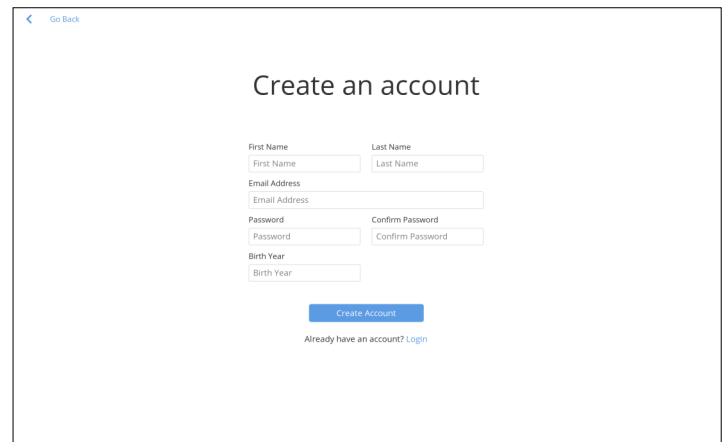 Go Back
Create an account
First Name Last Name
First Name Last Name
Email Address
Email Address
Password Confirm Password
Password Confirm Password
Birth Year
Birth Year
Create Account
Already have an account? Login